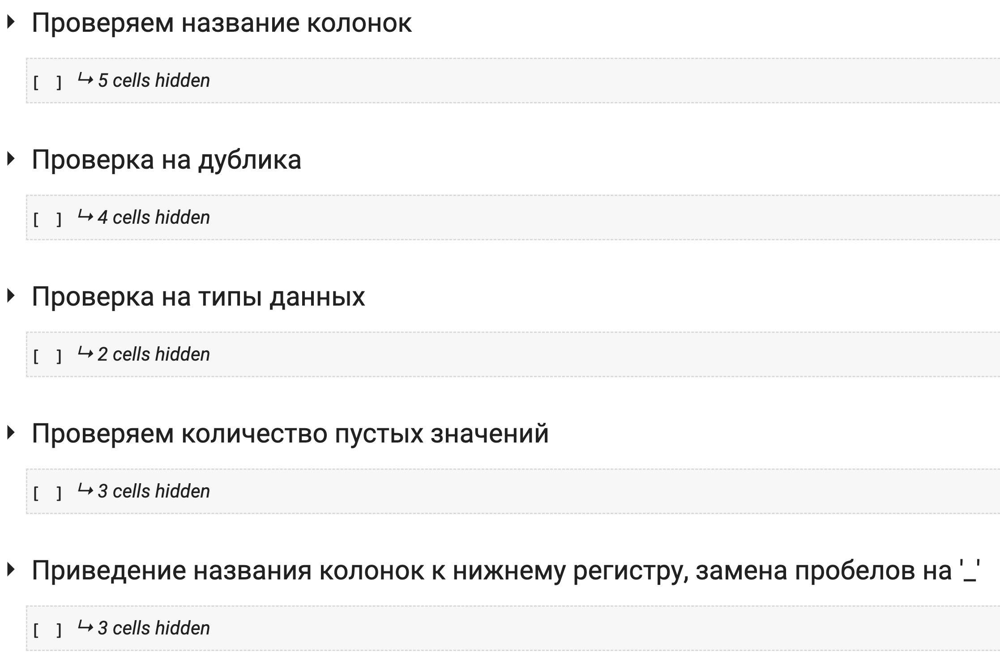 Проверяем название колонок
[ ] ↳ 5 cells hidden
Проверка на дублика
[ ] ↳ 4 cells hidden
Проверка на типы данных
[ ] ↳ 2 cells hidden
Проверяем количество пустых значений
[ ] ↳ 3 cells hidden
Приведение названия колонок к нижнему регистру, замена пробелов на '_'
[ ] ↳ 3 cells hidden